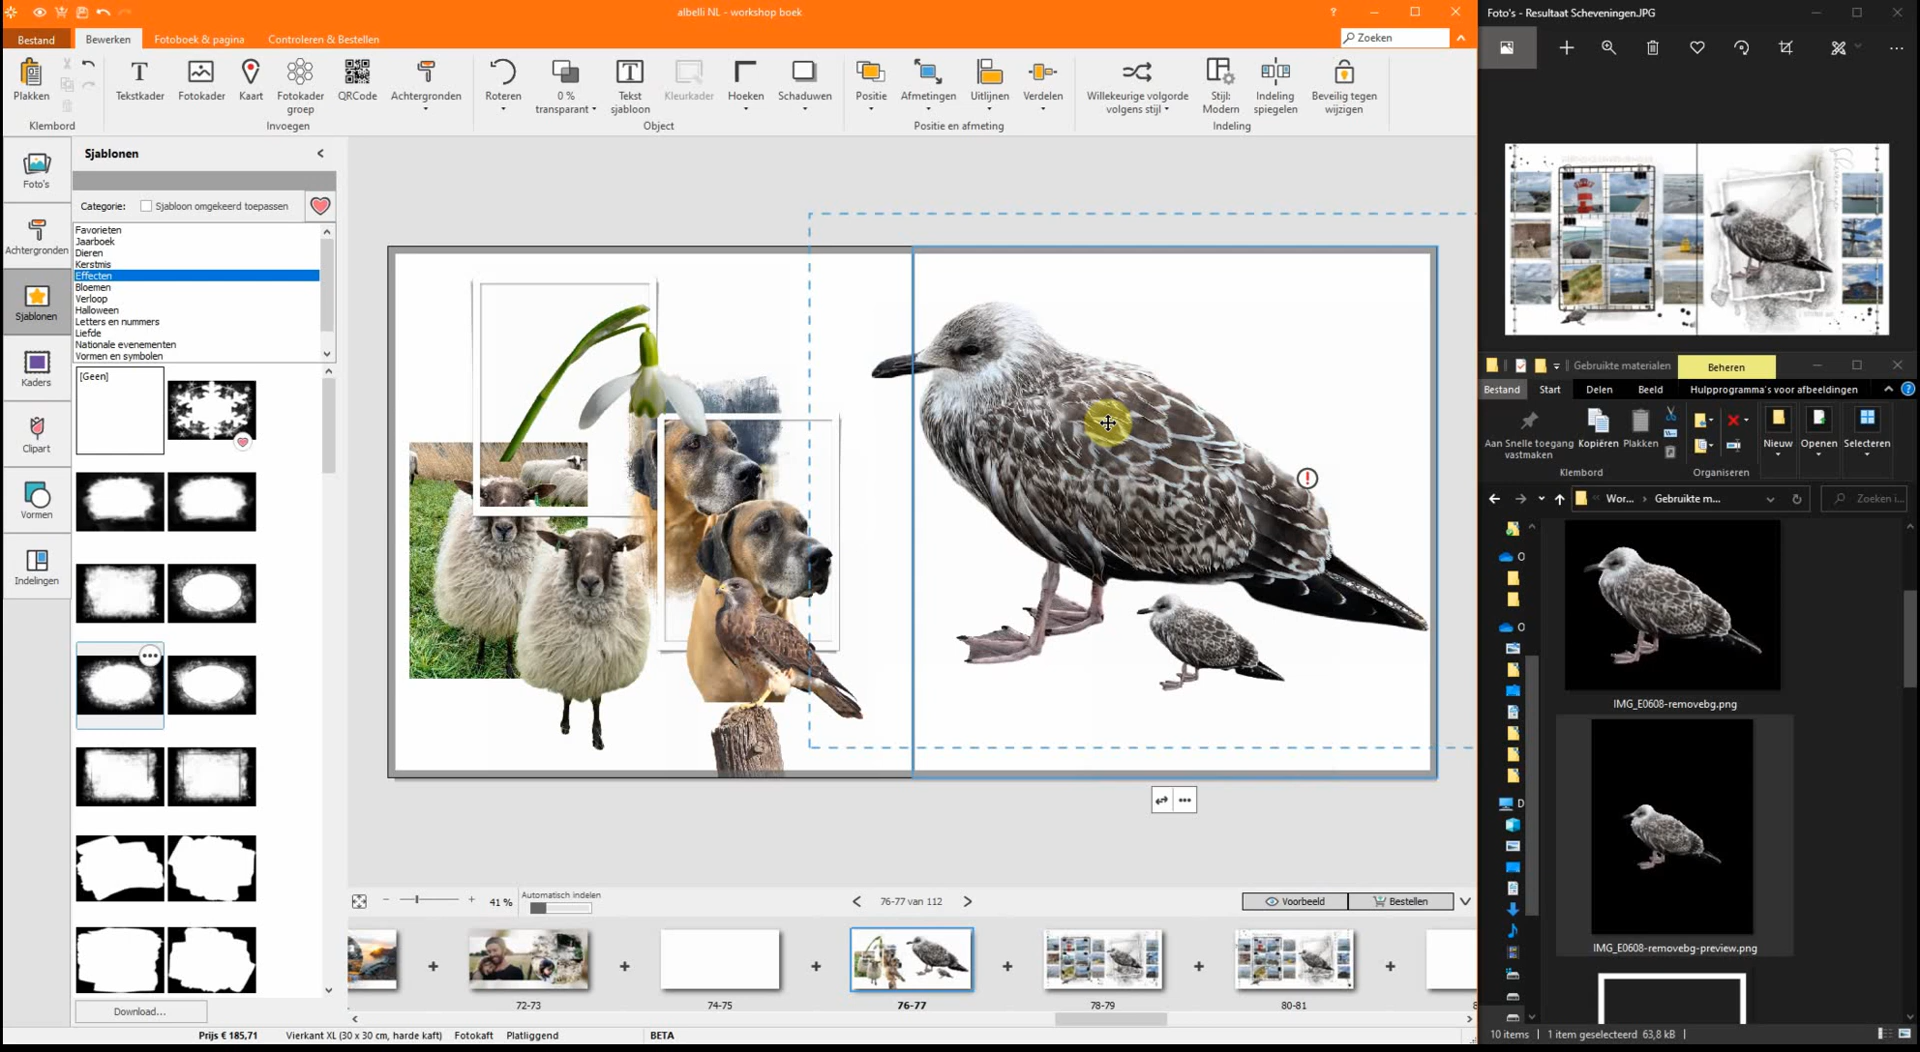 albelli NL - workshop boek
?
Bestand
Bewerken
Fotoboek & pagina
Controleren & Bestellen
Zoeken
Plakken
Klembord
Tekstkader
Fotokader
Kaart
Fotokader groep
QRCode
Achtergronden
Invoegen
Roteren
0 % transparant
Tekst sjabloon
Kleurkader
Hoeken
Schaduwen
Object
Positie
Afmetingen
Uitlijnen
Verdelen
Positie en afmeting
Willekeurige volgorde volgens stijl
Stijl: Modern
Indeling spiegelen
Beveilig tegen wijzigen
Indeling
Foto's
Achtergronden
Sjablonen
Kaders
Clipart
Vormen
Indelingen
Sjablonen
Categorie:
Sjabloon omgekeerd toepassen
Favorieten
Jaarboek
Dieren
Kerstmis
Effecten
Bloemen
Verloop
Halloween
Letters en nummers
Liefde
Nationale evenementen
Vormen en symbolen
[Geen]
Download...
41 %
Automatisch indelen
76-77 van 112
Voorbeeld
Bestellen
72-73
74-75
76-77
78-79
80-81
Prijs € 185,71
Vierkant XL (30 x 30 cm, harde kaft)
Fotokaft
Platliggend
BETA
Foto's - Resultaat Scheveningen.JPG
Gebruikte materialen
Beheren
Bestand
Start
Delen
Beeld
Hulpprogramma's voor afbeeldingen
Aan Snelle toegang vastmaken
Kopiëren
Plakken
Klembord
Organiseren
Nieuw
Openen
Selecteren
Wor...
Gebruikte m...
Zoeken i...
O
O
D
IMG_E0608-removebg.png
IMG_E0608-removebg-preview.png
10 items
1 item geselecteerd 63,8 kB